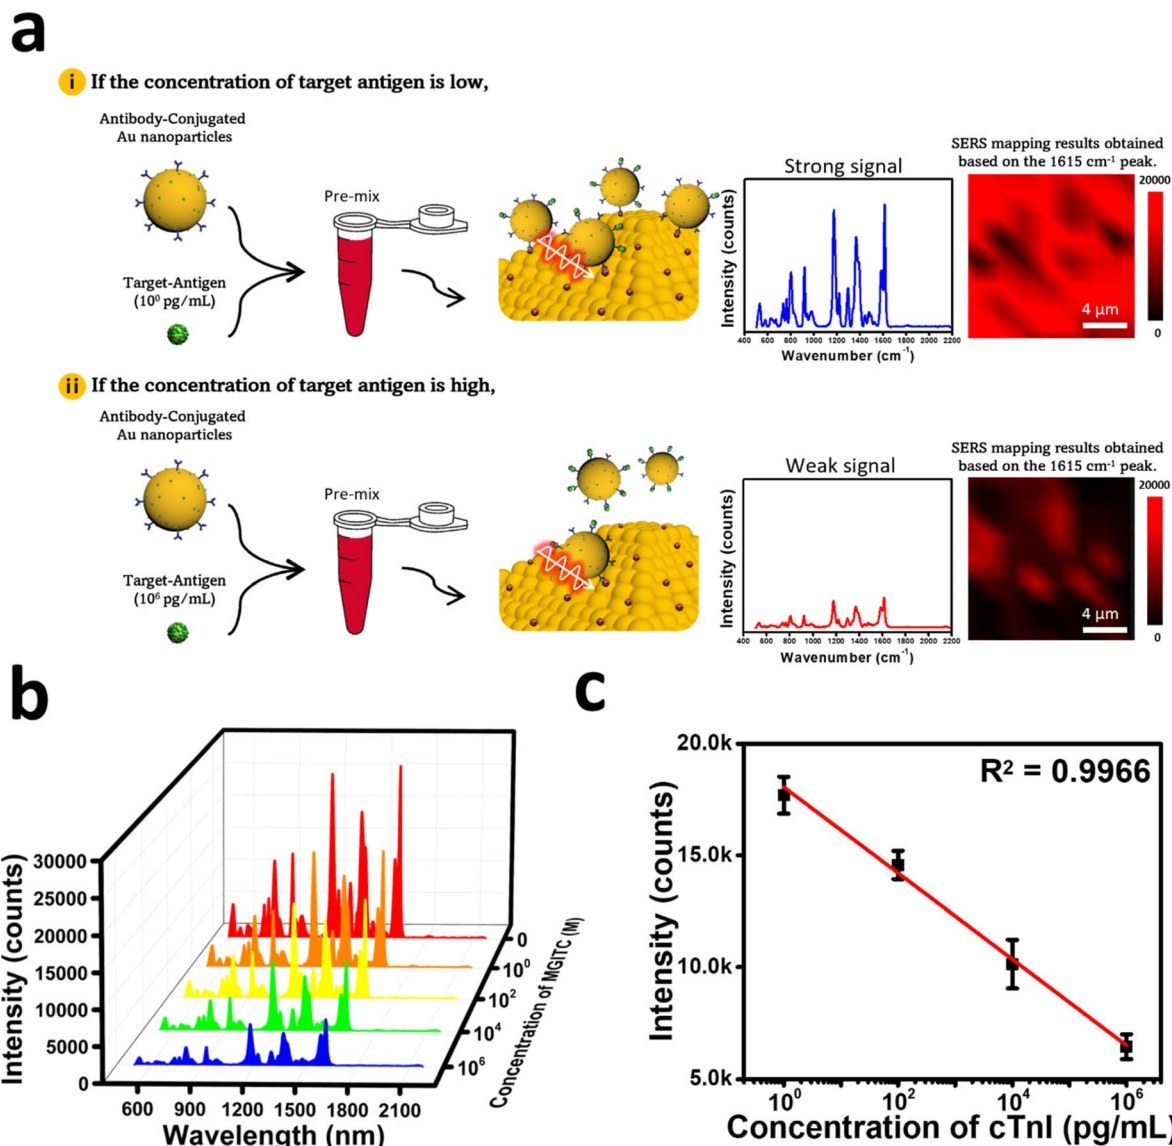 a
i If the concentration of target antigen is low,
Antibody-Conjugated
Au nanoparticles
Target-Antigen
(10⁰ pg/mL)
Pre-mix
Strong signal
Intensity (counts)
400 600 800 1000 1200 1400 1600 1800 2000 2200
Wavenumber (cm⁻¹)
SERS mapping results obtained
based on the 1615 cm⁻¹ peak.
4 μm
20000
0
ii If the concentration of target antigen is high,
Antibody-Conjugated
Au nanoparticles
Target-Antigen
(10⁶ pg/mL)
Pre-mix
Weak signal
Intensity (counts)
400 600 800 1000 1200 1400 1600 1800 2000 2200
Wavenumber (cm⁻¹)
SERS mapping results obtained
based on the 1615 cm⁻¹ peak.
4 μm
20000
0
b
Intensity (counts)
30000
25000
20000
15000
10000
5000
0
600 900 1200 1500 1800 2100
Wavelength (nm)
0
10⁰
10²
10⁴
10⁶
Concentration of MGITC (M)
c
Intensity (counts)
20.0k
15.0k
10.0k
5.0k
R² = 0.9966
10⁰ 10² 10⁴ 10⁶
Concentration of cTnI (pg/mL)